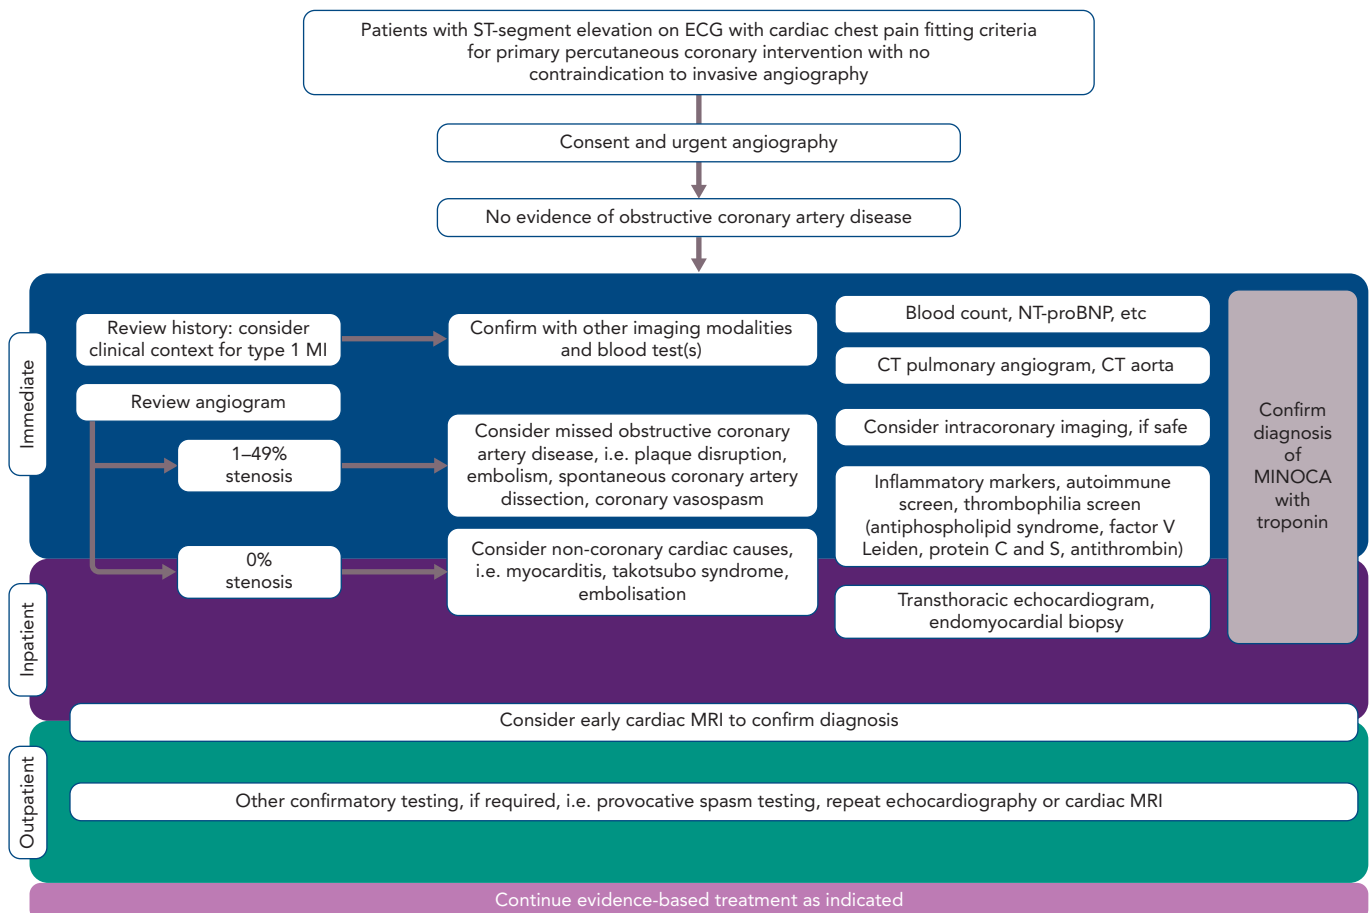 Patients with ST-segment elevation on ECG with cardiac chest pain fitting criteria
for primary percutaneous coronary intervention with no
contraindication to invasive angiography
Consent and urgent angiography
No evidence of obstructive coronary artery disease
Immediate
Review history: consider
clinical context for type 1 MI
Confirm with other imaging modalities
and blood test(s)
Blood count, NT-proBNP, etc
CT pulmonary angiogram, CT aorta
Review angiogram
1–49%
stenosis
Consider missed obstructive coronary
artery disease, i.e. plaque disruption,
embolism, spontaneous coronary artery
dissection, coronary vasospasm
Consider intracoronary imaging, if safe
Inflammatory markers, autoimmune
screen, thrombophilia screen
(antiphospholipid syndrome, factor V
Leiden, protein C and S, antithrombin)
Confirm
diagnosis
of
MINOCA
with
troponin
0%
stenosis
Consider non-coronary cardiac causes,
i.e. myocarditis, takotsubo syndrome,
embolisation
Inpatient
Transthoracic echocardiogram,
endomyocardial biopsy
Consider early cardiac MRI to confirm diagnosis
Outpatient
Other confirmatory testing, if required, i.e. provocative spasm testing, repeat echocardiography or cardiac MRI
Continue evidence-based treatment as indicated